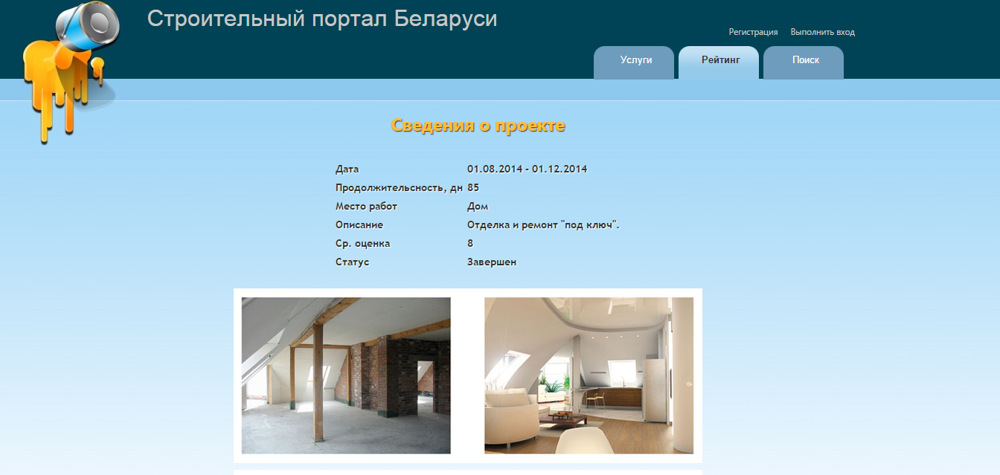 Строительный портал Беларуси
Регистрация Выполнить вход
Услуги Рейтинг Поиск
Сведения о проекте
Дата 01.08.2014 - 01.12.2014
Продолжительсность, дн 85
Место работ Дом
Описание Отделка и ремонт "под ключ".
Ср. оценка 8
Статус Завершен